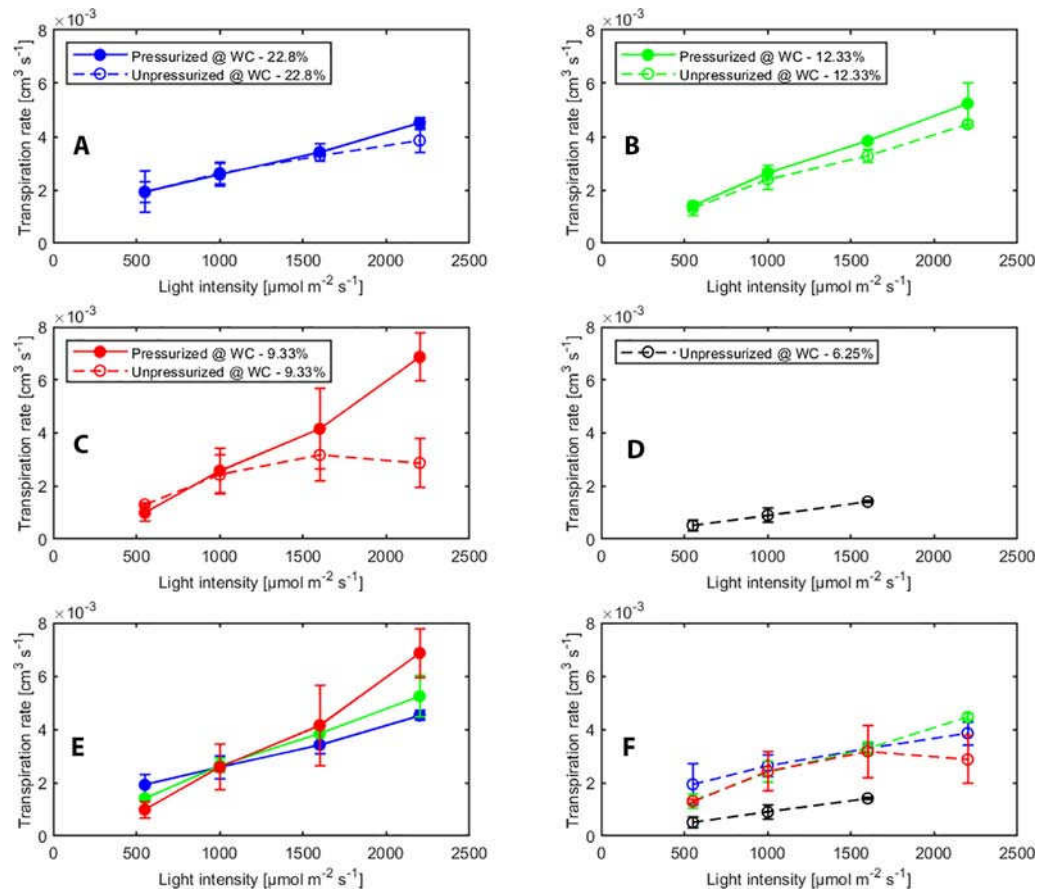 ×10⁻³
8
6
4
2
0
Transpiration rate [cm³ s⁻¹]
Pressurized @ WC - 22.8%
Unpressurized @ WC - 22.8%
A
0 500 1000 1500 2000 2500
Light intensity [µmol m⁻² s⁻¹]
×10⁻³
8
6
4
2
0
Transpiration rate [cm³ s⁻¹]
Pressurized @ WC - 12.33%
Unpressurized @ WC - 12.33%
B
0 500 1000 1500 2000 2500
Light intensity [µmol m⁻² s⁻¹]
×10⁻³
8
6
4
2
0
Transpiration rate [cm³ s⁻¹]
Pressurized @ WC - 9.33%
Unpressurized @ WC - 9.33%
C
0 500 1000 1500 2000 2500
Light intensity [µmol m⁻² s⁻¹]
×10⁻³
8
6
4
2
0
Transpiration rate [cm³ s⁻¹]
Unpressurized @ WC - 6.25%
D
0 500 1000 1500 2000 2500
Light intensity [µmol m⁻² s⁻¹]
×10⁻³
8
6
4
2
0
Transpiration rate [cm³ s⁻¹]
E
0 500 1000 1500 2000 2500
Light intensity [µmol m⁻² s⁻¹]
×10⁻³
8
6
4
2
0
Transpiration rate [cm³ s⁻¹]
F
0 500 1000 1500 2000 2500
Light intensity [µmol m⁻² s⁻¹]